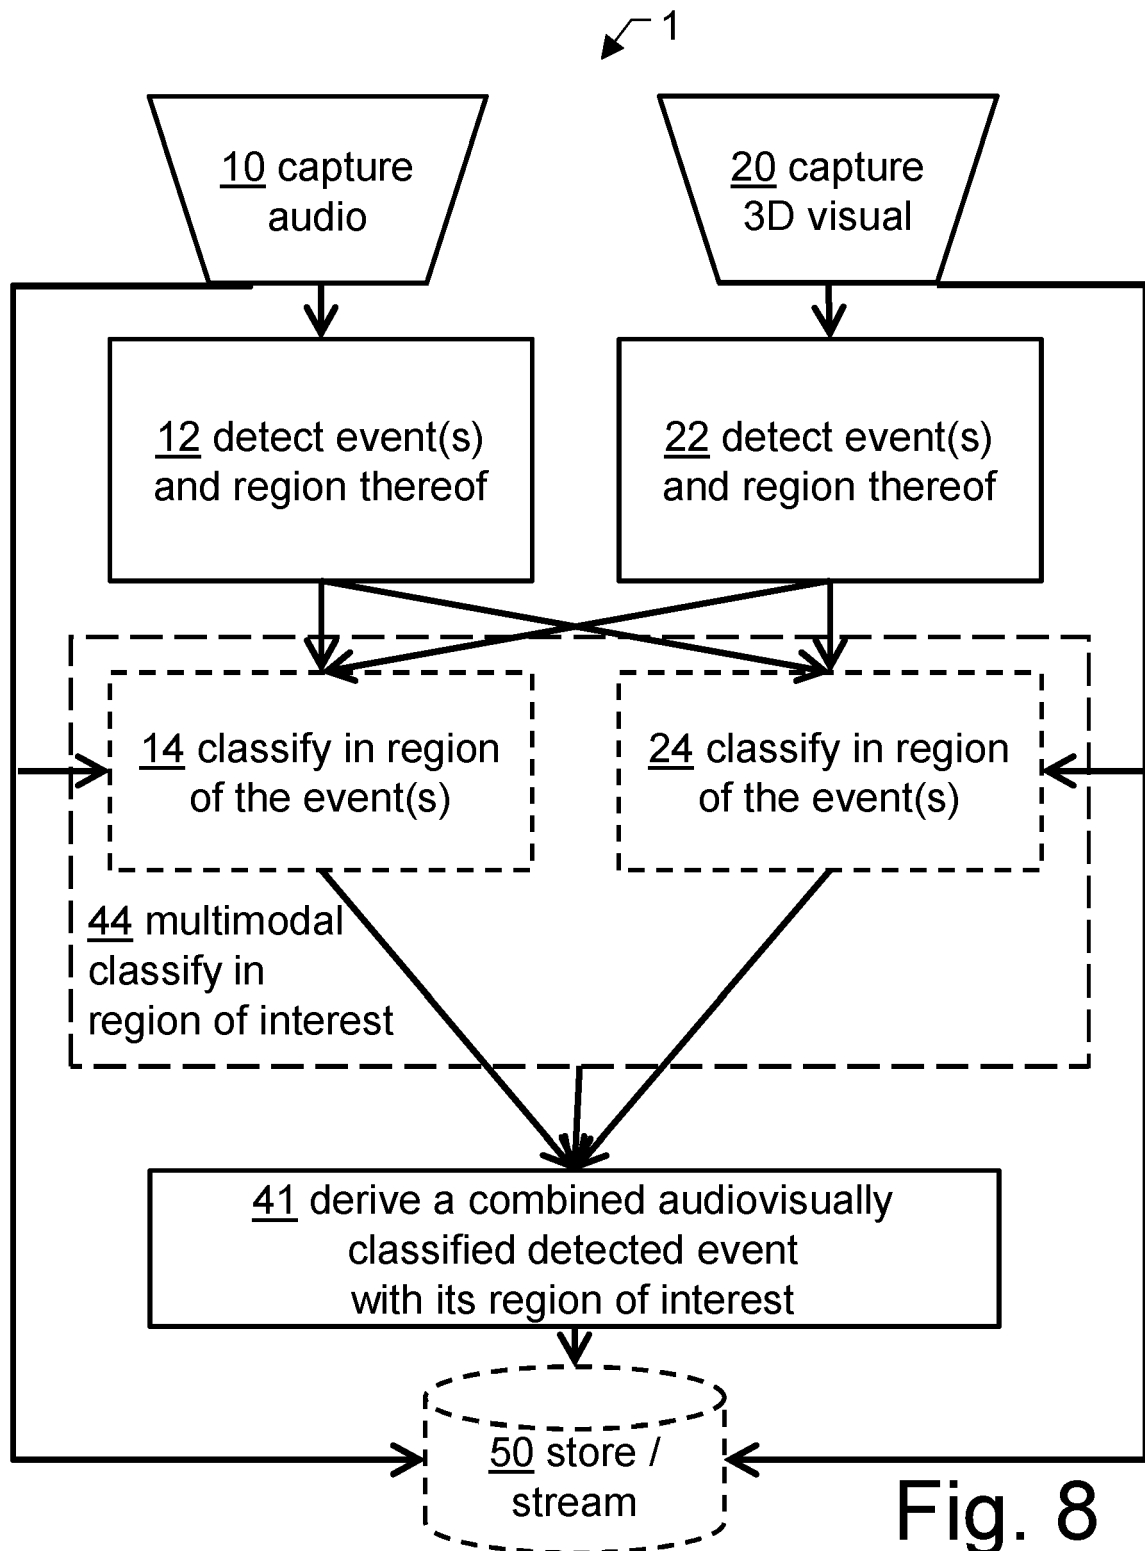 1
10 capture
audio
20 capture
3D visual
12 detect event(s)
and region thereof
22 detect event(s)
and region thereof
14 classify in region
of the event(s)
24 classify in region
of the event(s)
44 multimodal
classify in
region of interest
41 derive a combined audiovisually
classified detected event
with its region of interest
50 store /
stream
Fig. 8